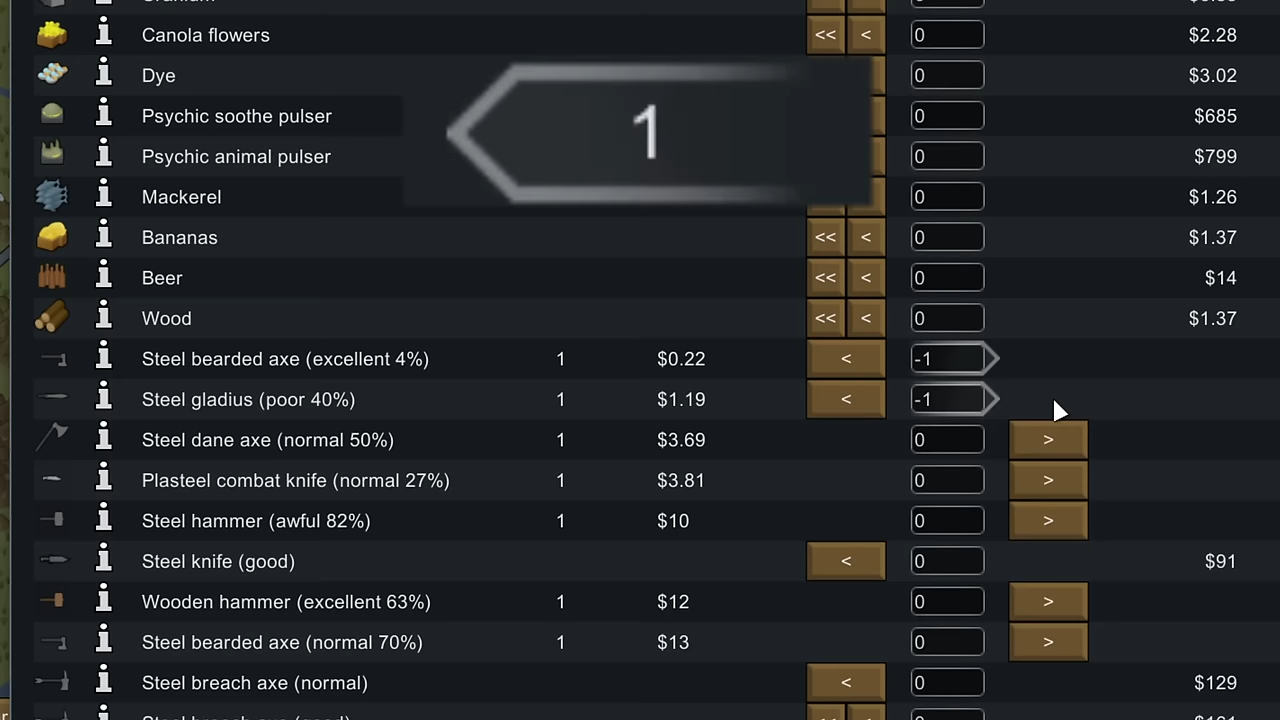 Canola flowers << < 0 $2.28
Dye 0 $3.02
Psychic soothe pulser 0 $685
1
Psychic animal pulser 0 $799
Mackerel 0 $1.26
Bananas << < 0 $1.37
Beer << < 0 $14
Wood << < 0 $1.37
Steel bearded axe (excellent 4%) 1 $0.22 < -1
Steel gladius (poor 40%) 1 $1.19 < -1
Steel dane axe (normal 50%) 1 $3.69 0 >
Plasteel combat knife (normal 27%) 1 $3.81 0 >
Steel hammer (awful 82%) 1 $10 0 >
Steel knife (good) < 0 $91
Wooden hammer (excellent 63%) 1 $12 0 >
Steel bearded axe (normal 70%) 1 $13 0 >
Steel breach axe (normal) < 0 $129